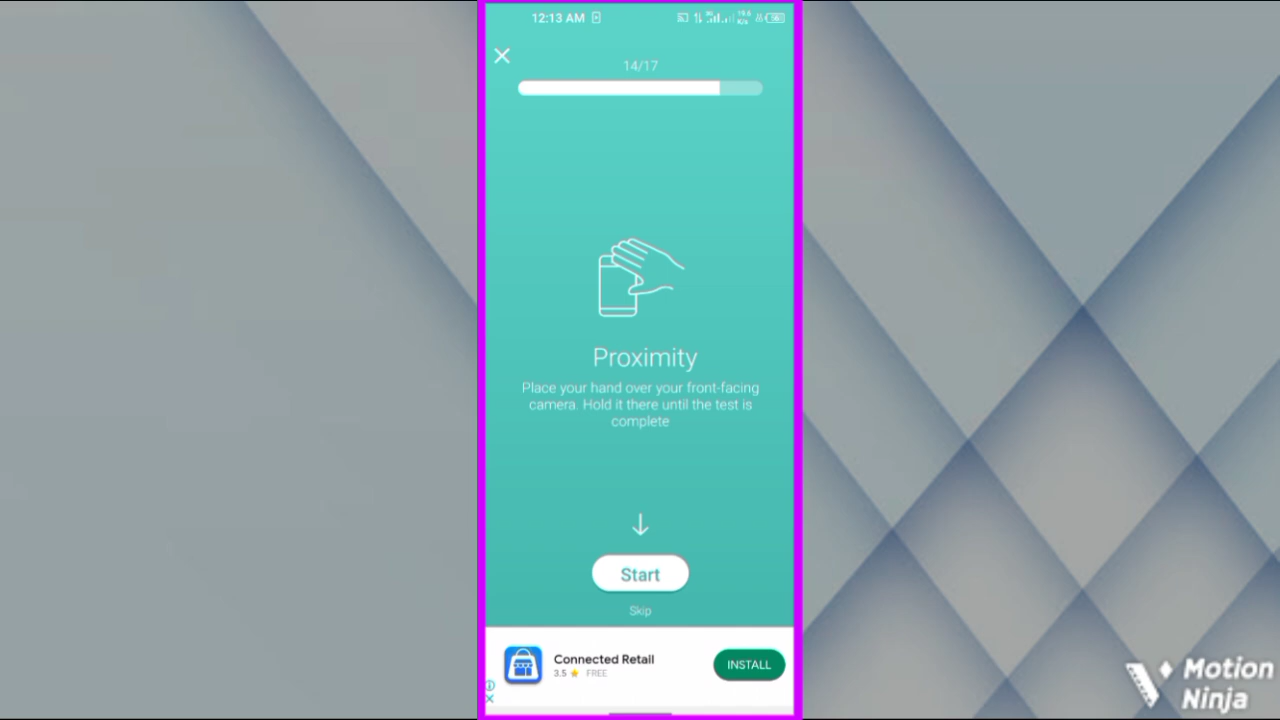 12:13 AM
14/17
Proximity
Place your hand over your front-facing
camera. Hold it there until the test is
complete
Start
Skip
Connected Retail
3.5 ★ FREE
INSTALL
Motion
Ninja